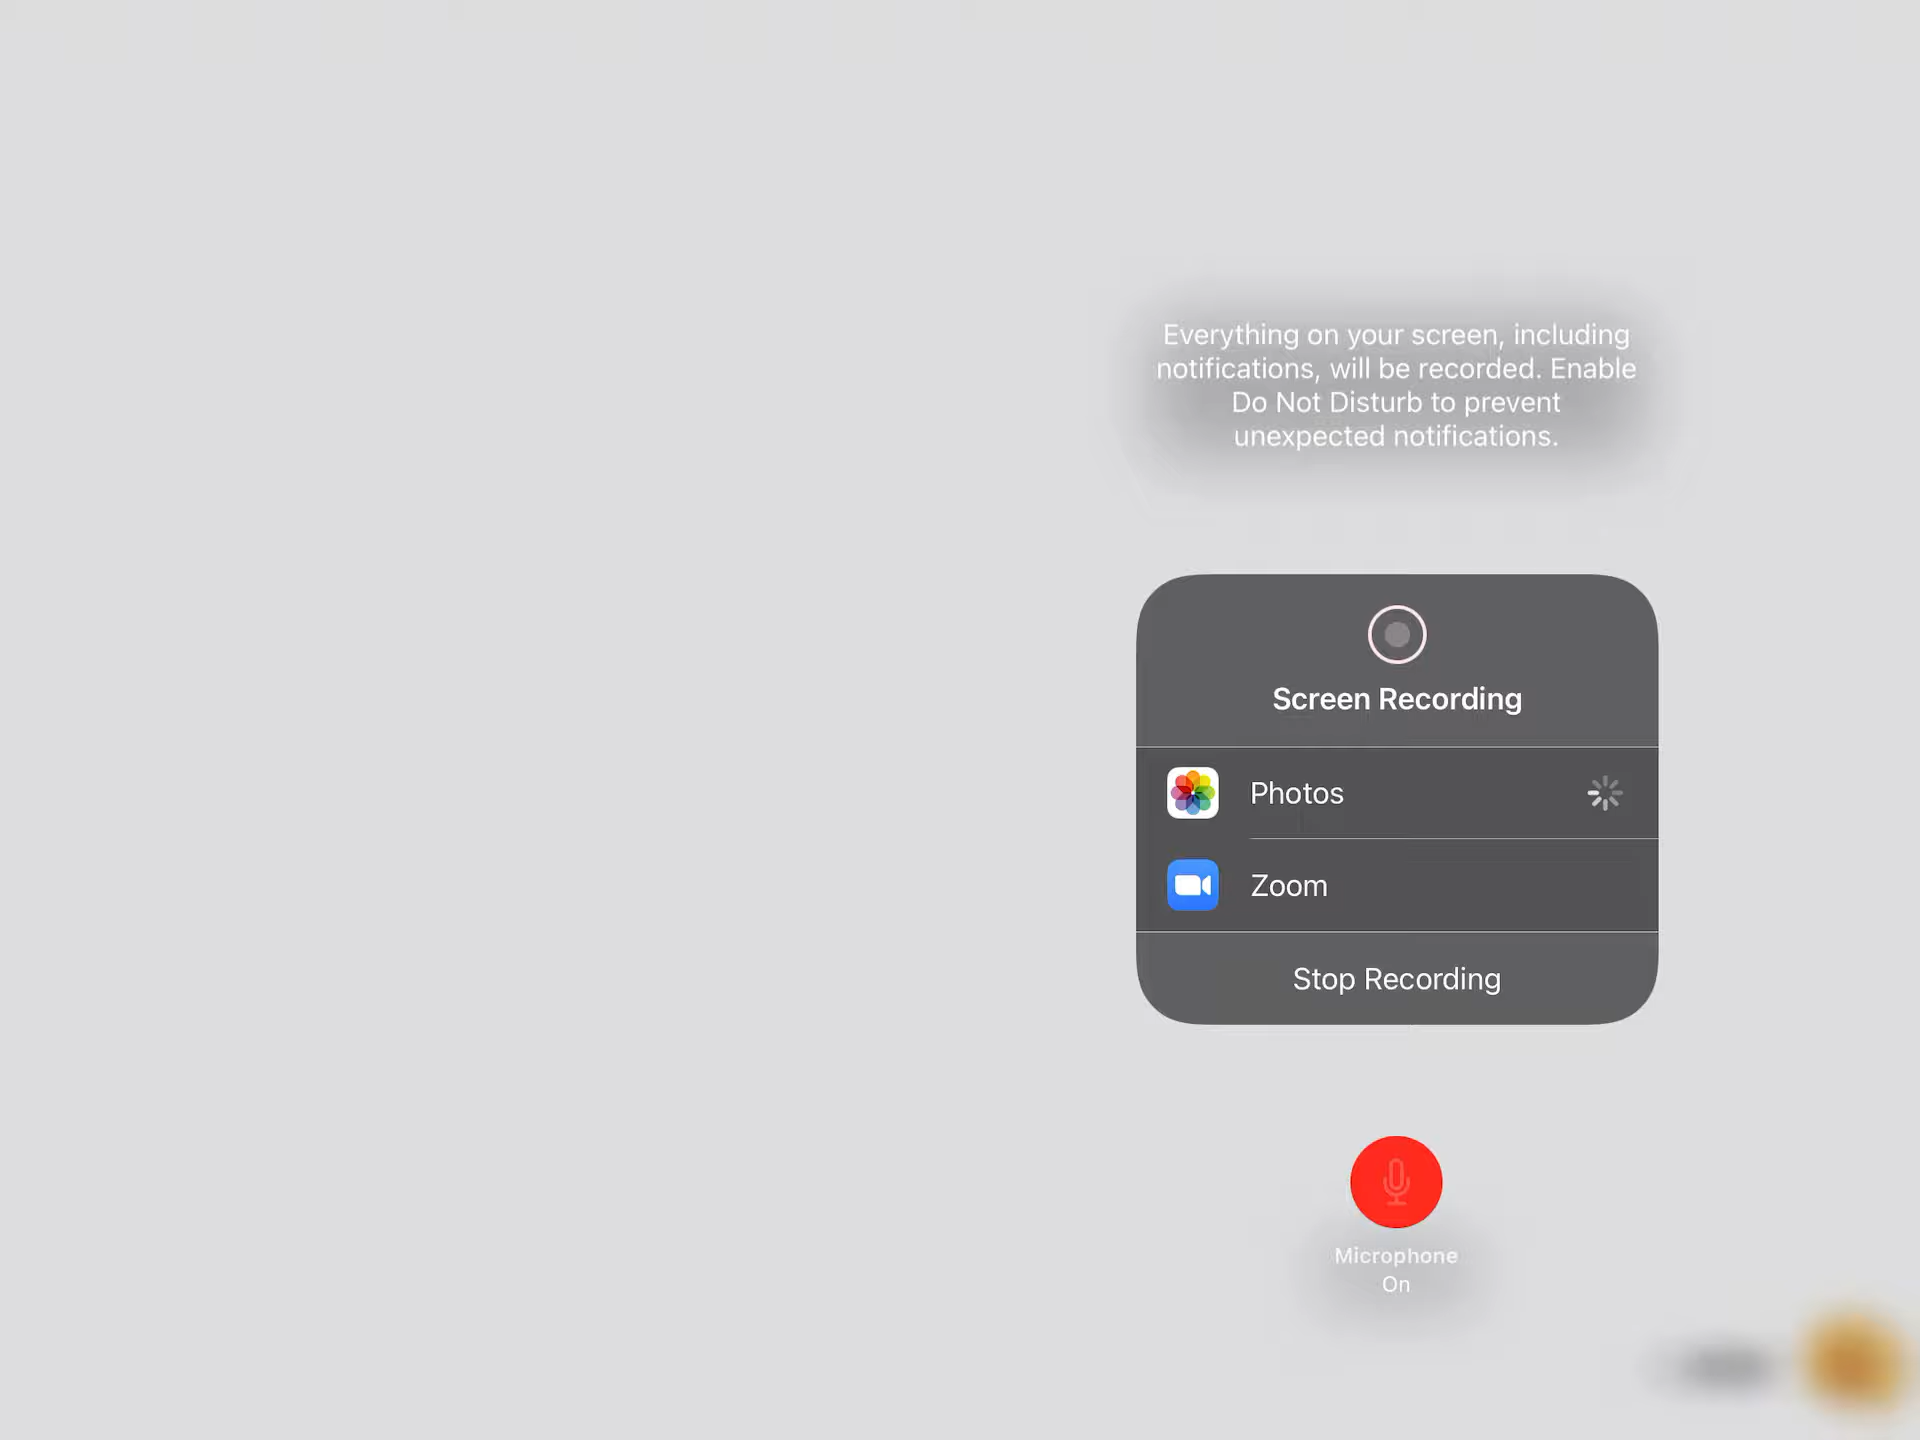 Everything on your screen, including
notifications, will be recorded. Enable
Do Not Disturb to prevent
unexpected notifications.
Screen Recording
Photos
Zoom
Stop Recording
Microphone
On